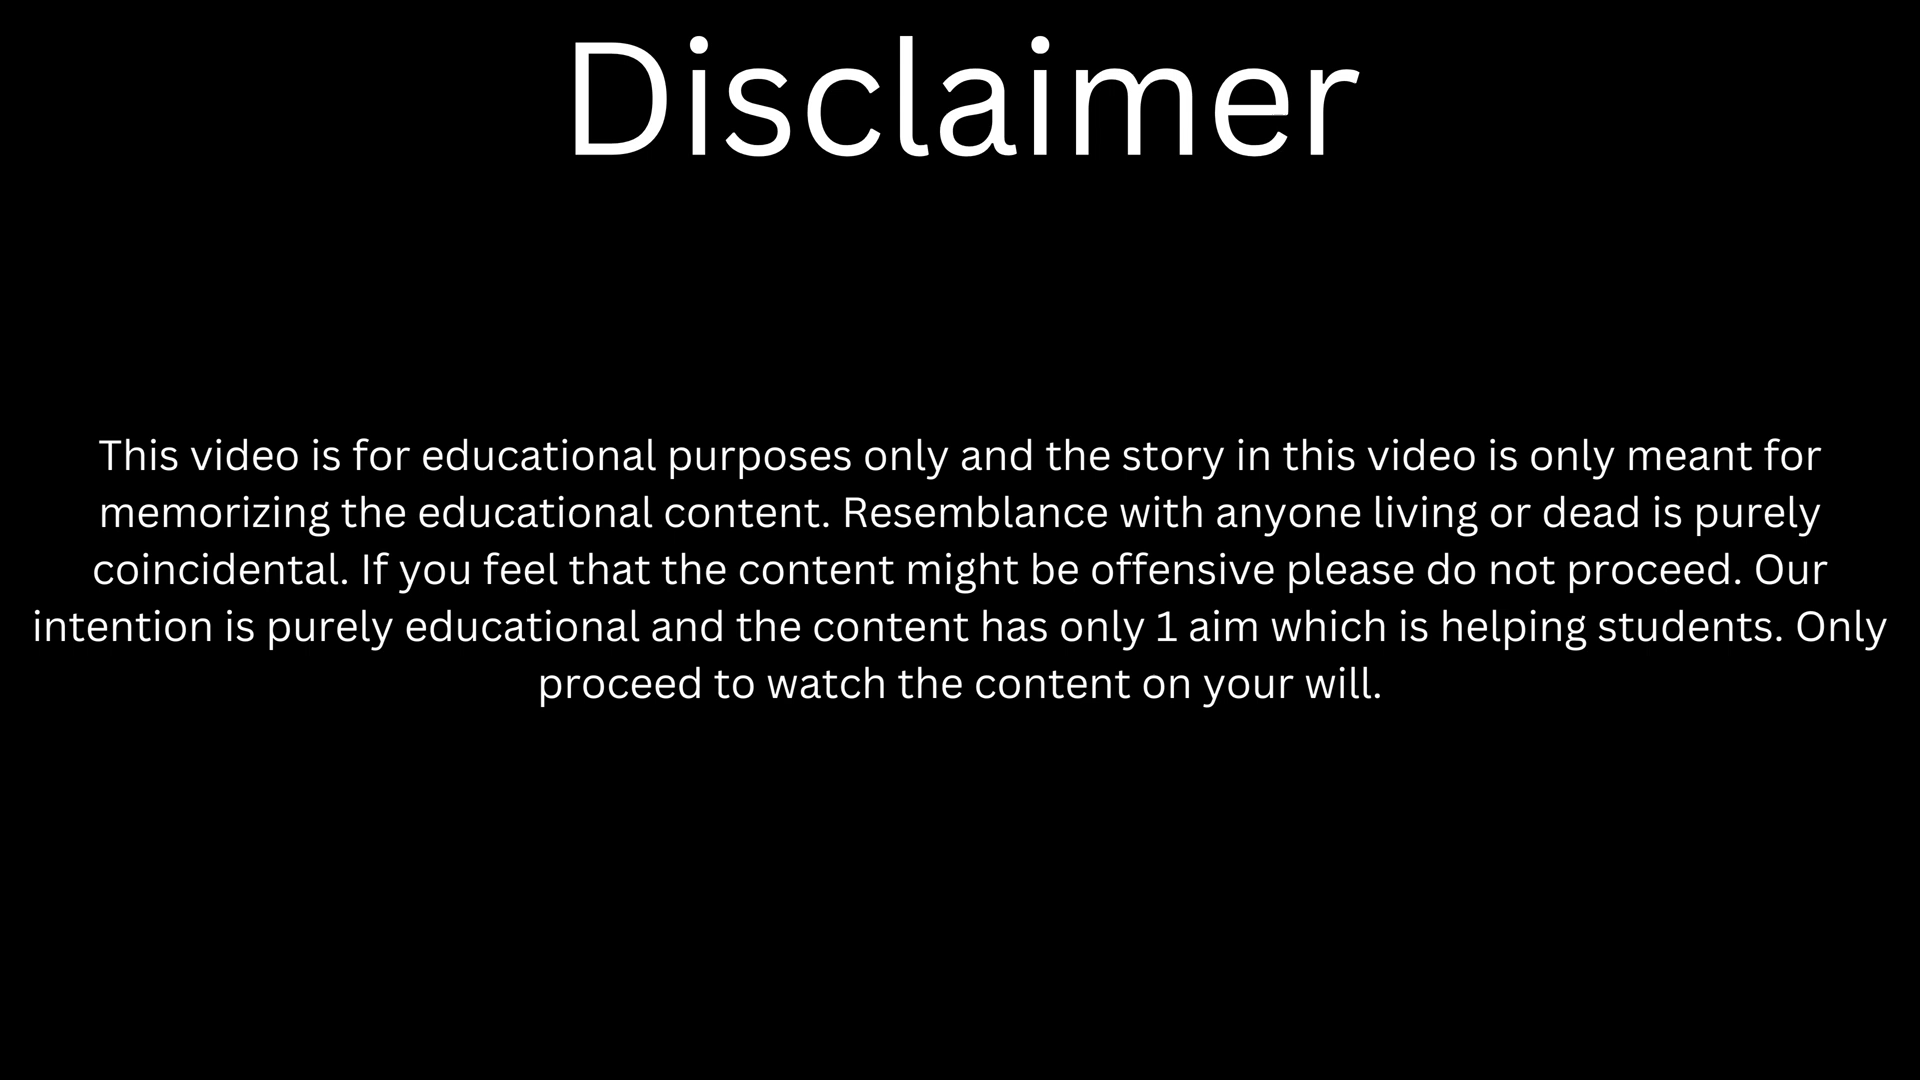 Disclaimer
This video is for educational purposes only and the story in this video is only meant for
memorizing the educational content. Resemblance with anyone living or dead is purely
coincidental. If you feel that the content might be offensive please do not proceed. Our
intention is purely educational and the content has only 1 aim which is helping students. Only
proceed to watch the content on your will.